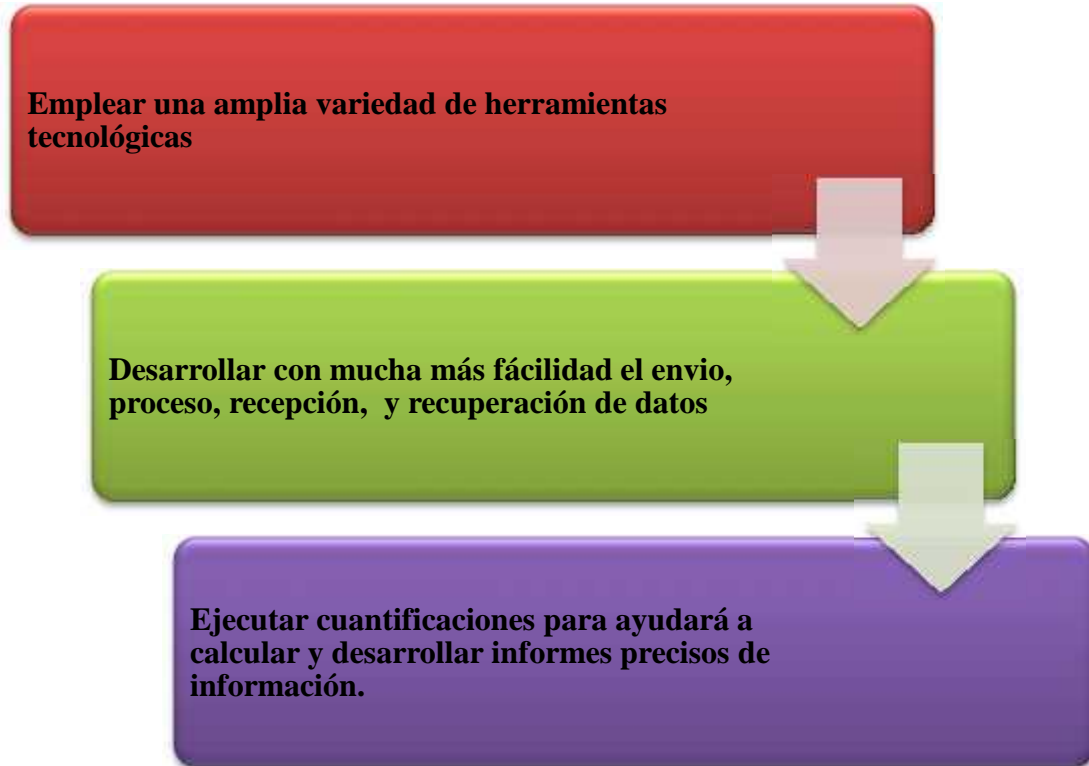 Emplear una amplia variedad de herramientas
tecnológicas
Desarrollar con mucha más fácilidad el envio,
proceso, recepción, y recuperación de datos
Ejecutar cuantificaciones para ayudará a
calcular y desarrollar informes precisos de
información.